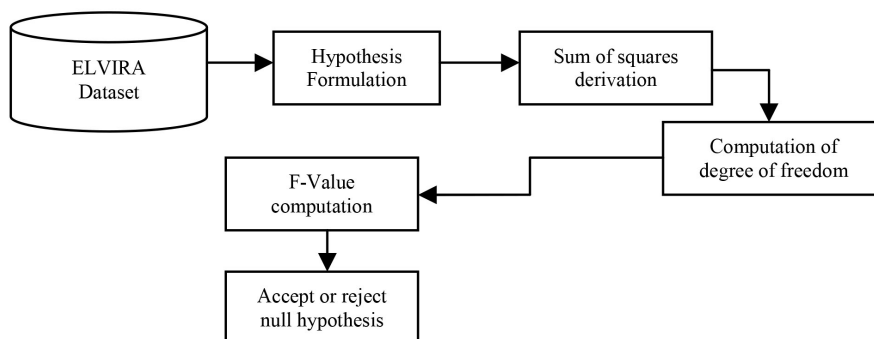 ELVIRA
Dataset
Hypothesis
Formulation
Sum of squares
derivation
Computation of
degree of freedom
F-Value
computation
Accept or reject
null hypothesis